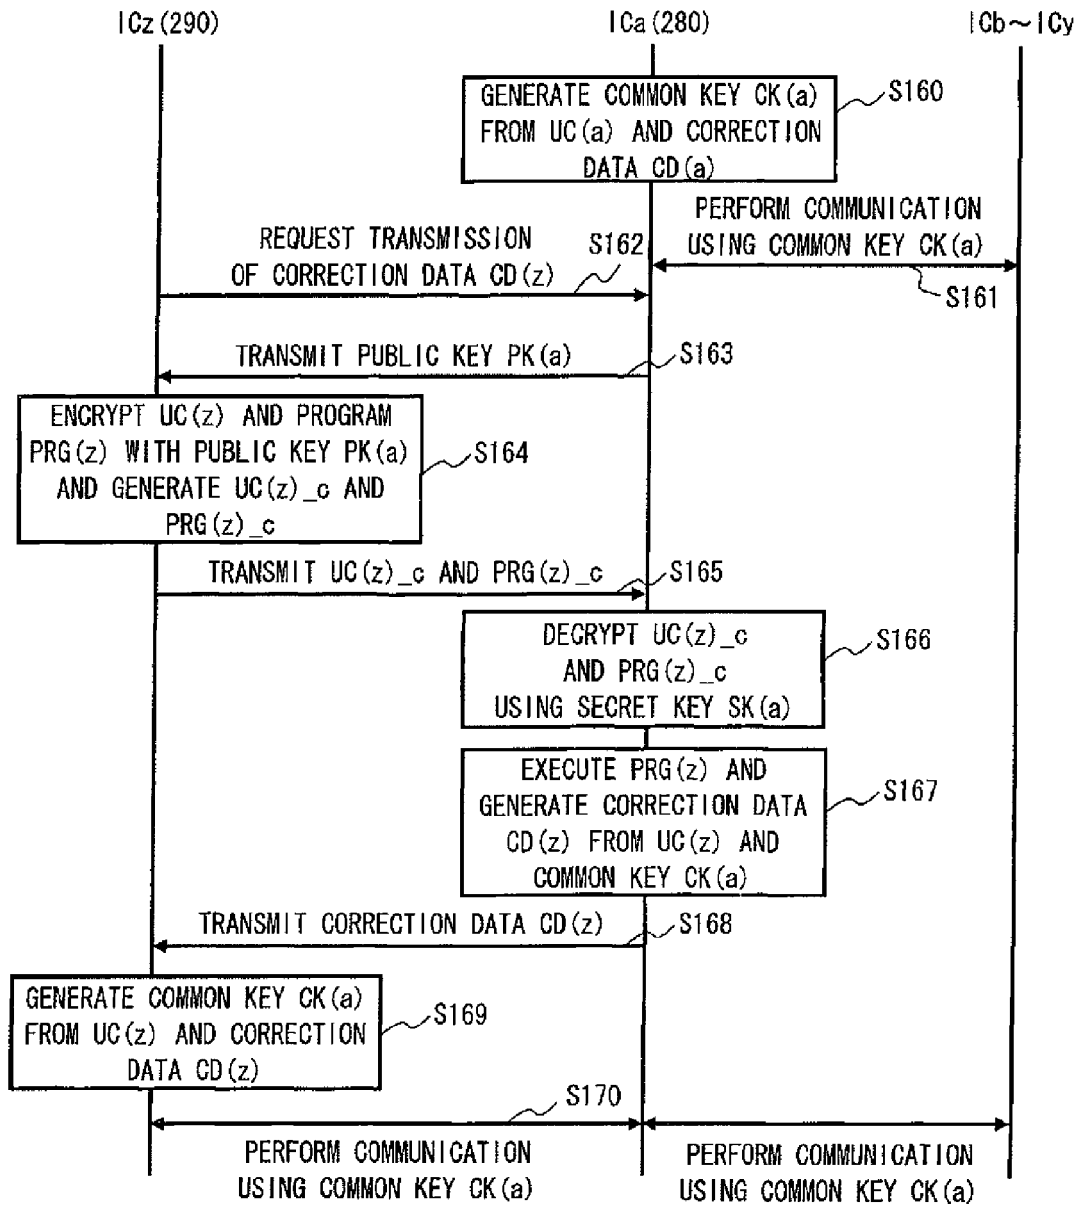 ICz(290)
ICa(280)
ICb~ICy
GENERATE COMMON KEY CK(a)
FROM UC(a) AND CORRECTION
DATA CD(a)
S160
PERFORM COMMUNICATION
USING COMMON KEY CK(a)
S161
REQUEST TRANSMISSION
OF CORRECTION DATA CD(z)
S162
TRANSMIT PUBLIC KEY PK(a)
S163
ENCRYPT UC(z) AND PROGRAM
PRG(z) WITH PUBLIC KEY PK(a)
AND GENERATE UC(z)_c AND
PRG(z)_c
S164
TRANSMIT UC(z)_c AND PRG(z)_c
S165
DECRYPT UC(z)_c
AND PRG(z)_c
USING SECRET KEY SK(a)
S166
EXECUTE PRG(z) AND
GENERATE CORRECTION DATA
CD(z) FROM UC(z) AND
COMMON KEY CK(a)
S167
TRANSMIT CORRECTION DATA CD(z)
S168
GENERATE COMMON KEY CK(a)
FROM UC(z) AND CORRECTION
DATA CD(z)
S169
S170
PERFORM COMMUNICATION
USING COMMON KEY CK(a)
PERFORM COMMUNICATION
USING COMMON KEY CK(a)